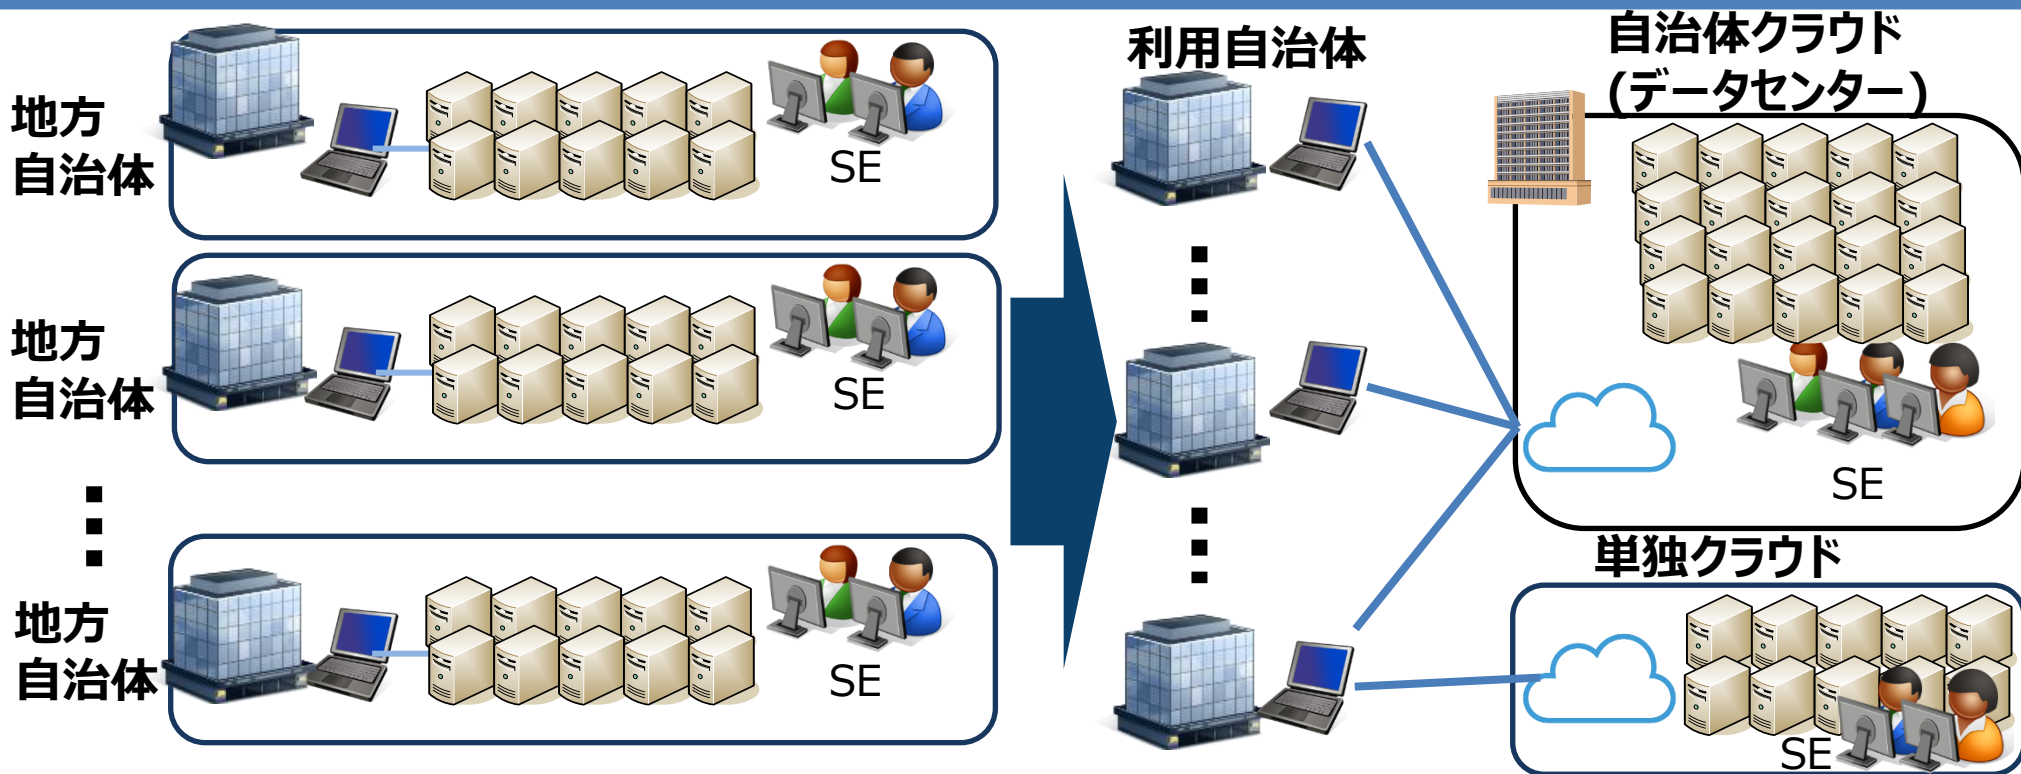 地方
自治体
SE
地方
自治体
SE
地方
自治体
SE
利用自治体
自治体クラウド
(データセンター)
SE
単独クラウド
SE